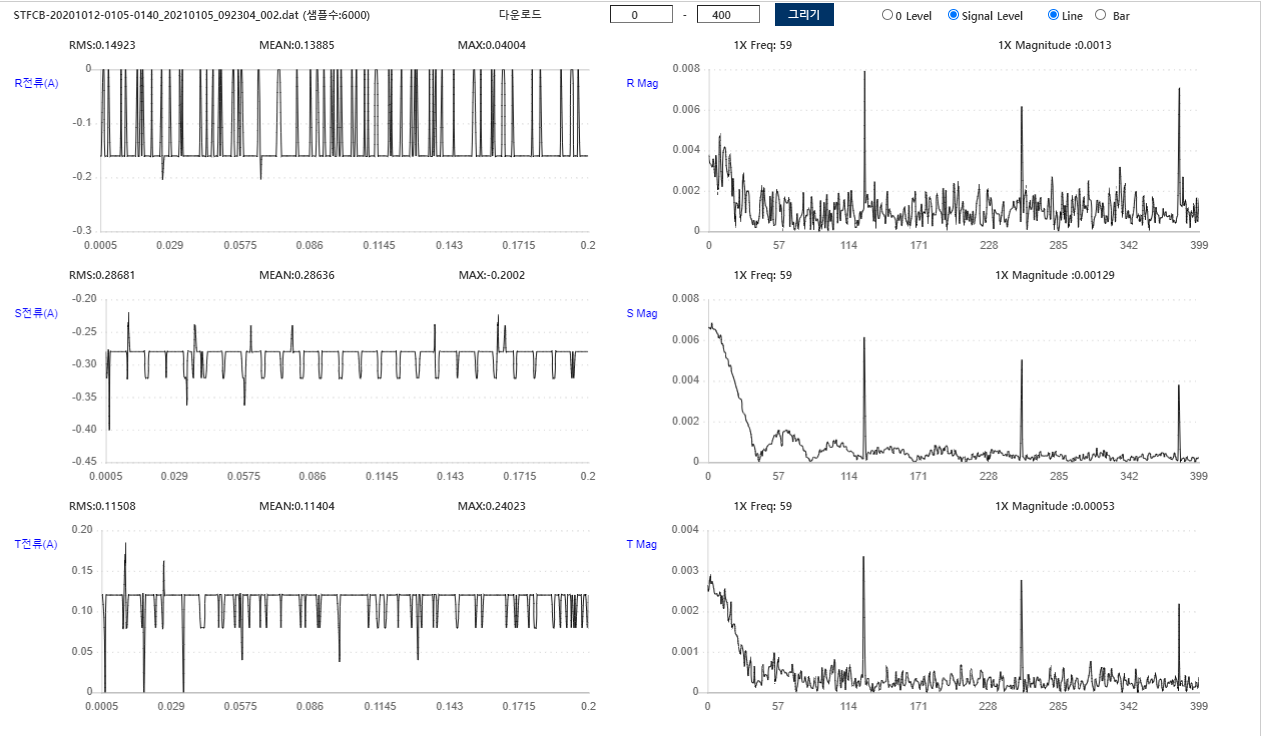 STFCB-20201012-0105-0140_20210105_092304_002.dat (샘플수:6000) 다운로드 0 - 400 그리기 0 Level Signal Level Line Bar
RMS:0.14923 MEAN:0.13885 MAX:0.04004 1X Freq: 59 1X Magnitude :0.0013
R전류(A)
0
-0.1
-0.2
-0.3
0.0005 0.029 0.0575 0.086 0.1145 0.143 0.1715 0.2
R Mag
0.008
0.006
0.004
0.002
0
0 57 114 171 228 285 342 399
RMS:0.28681 MEAN:0.28636 MAX:-0.2002 1X Freq: 59 1X Magnitude :0.00129
S전류(A)
-0.20
-0.25
-0.30
-0.35
-0.40
-0.45
0.0005 0.029 0.0575 0.086 0.1145 0.143 0.1715 0.2
S Mag
0.008
0.006
0.004
0.002
0
0 57 114 171 228 285 342 399
RMS:0.11508 MEAN:0.11404 MAX:0.24023 1X Freq: 59 1X Magnitude :0.00053
T전류(A)
0.20
0.15
0.10
0.05
0
0.0005 0.029 0.0575 0.086 0.1145 0.143 0.1715 0.2
T Mag
0.004
0.003
0.002
0.001
0
0 57 114 171 228 285 342 399